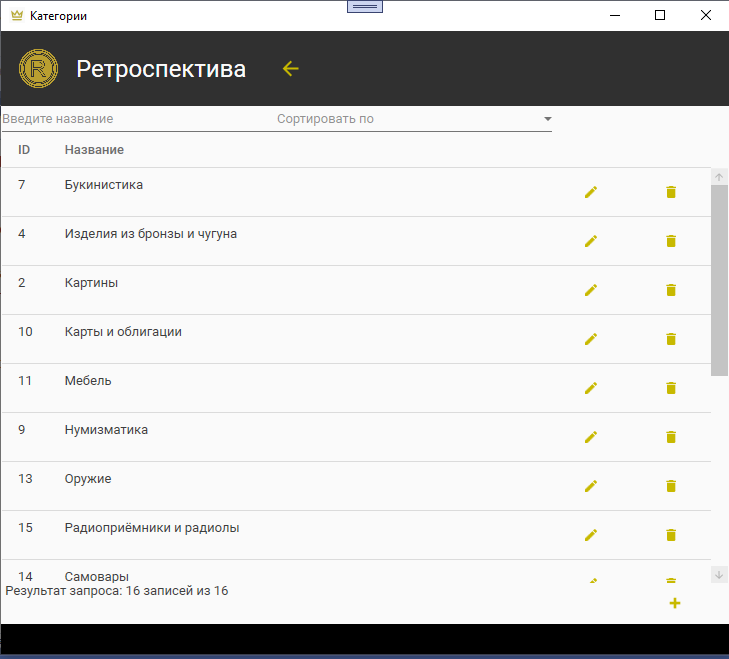 Категории
R
Ретроспектива
Введите название Сортировать по
ID Название
7 Букинистика
4 Изделия из бронзы и чугуна
2 Картины
10 Карты и облигации
11 Мебель
9 Нумизматика
13 Оружие
15 Радиоприёмники и радиолы
14 Самовары
Результат запроса: 16 записей из 16